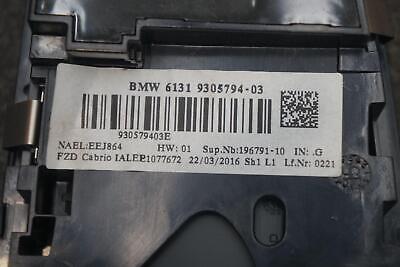 BMW 6131 9305794-03
930579403E
NAEL:EEJ864 HW: 01 Sup.Nb:196791-10 IN: .G
FZD Cabrio IALEP1077672 22/03/2016 Sb1 L1 Lf.Nr: 0221